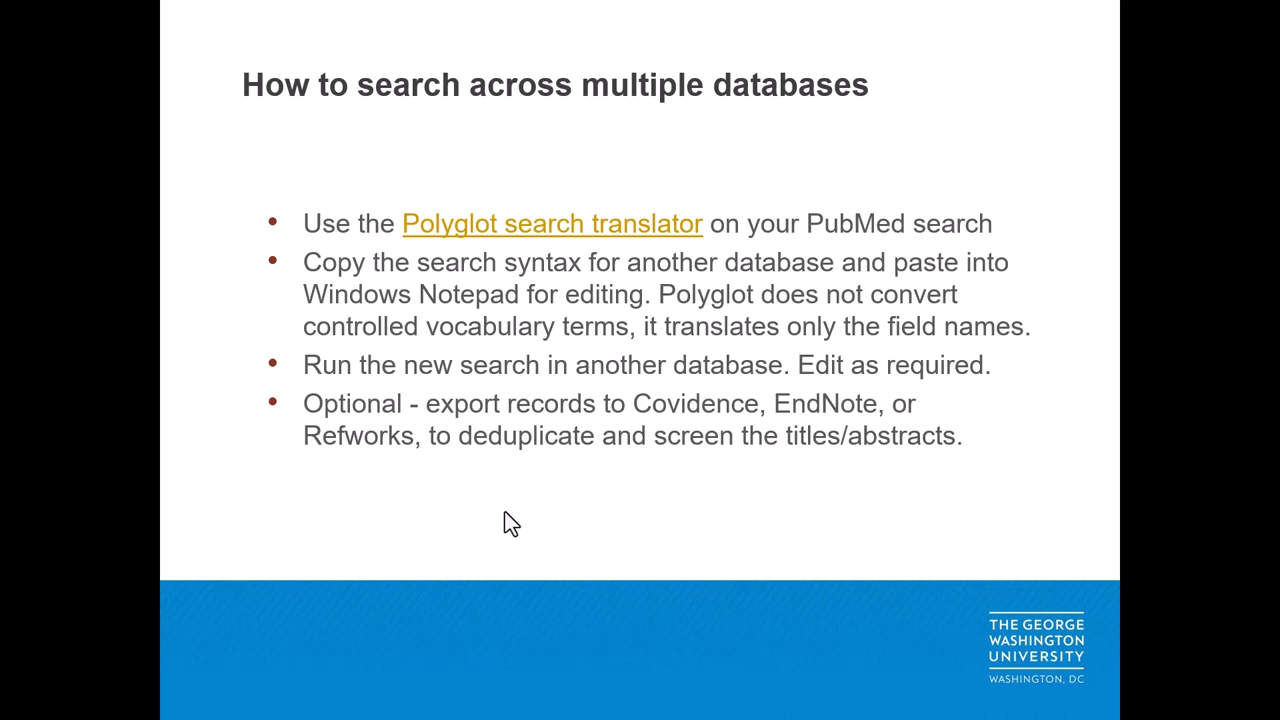 How to search across multiple databases
• Use the Polyglot search translator on your PubMed search
• Copy the search syntax for another database and paste into
Windows Notepad for editing. Polyglot does not convert
controlled vocabulary terms, it translates only the field names.
• Run the new search in another database. Edit as required.
• Optional - export records to Covidence, EndNote, or
Refworks, to deduplicate and screen the titles/abstracts.
THE GEORGE
WASHINGTON
UNIVERSITY
WASHINGTON, DC